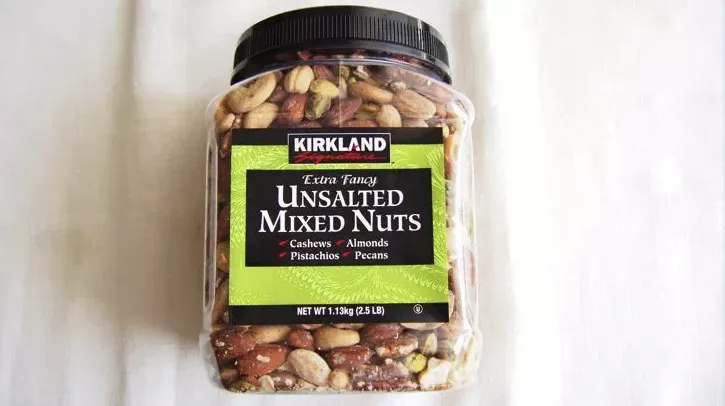 KIRKLAND
Signature
Extra Fancy
UNSALTED
MIXED NUTS
Cashews Almonds
Pistachios Pecans
NET WT 1.13kg (2.5 LB)
U